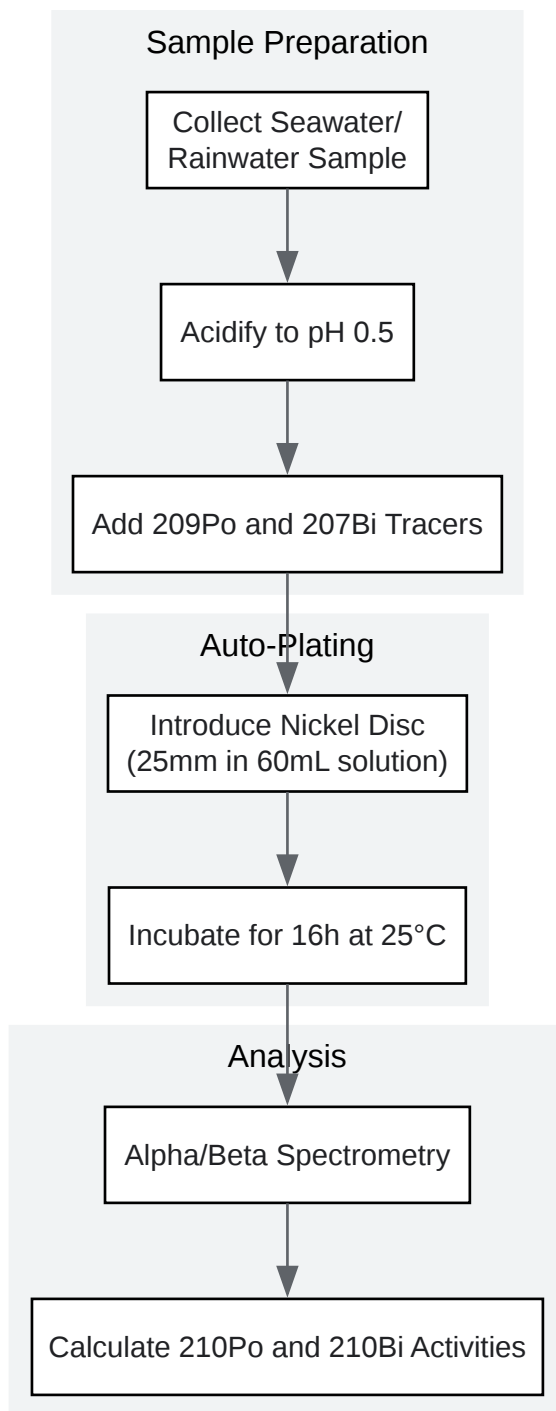 Sample Preparation
Collect Seawater/
Rainwater Sample
Acidify to pH 0.5
Add 209Po and 207Bi Tracers
Auto-Plating
Introduce Nickel Disc
(25mm in 60mL solution)
Incubate for 16h at 25°C
Analysis
Alpha/Beta Spectrometry
Calculate 210Po and 210Bi Activities